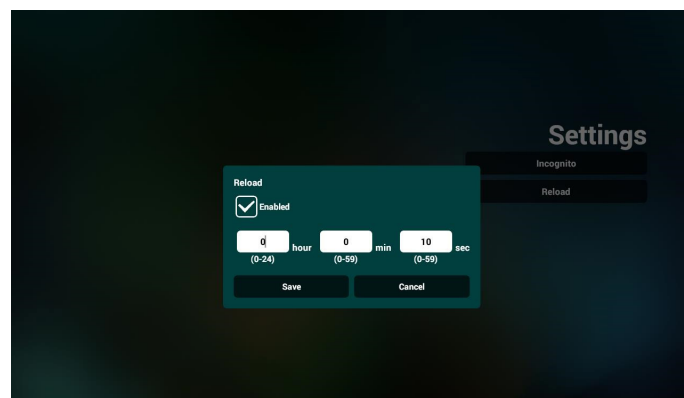 Settings
Incognito
Reload
Reload
Enabled
0 hour 0 min 10 sec
(0-24) (0-59) (0-59)
Save Cancel